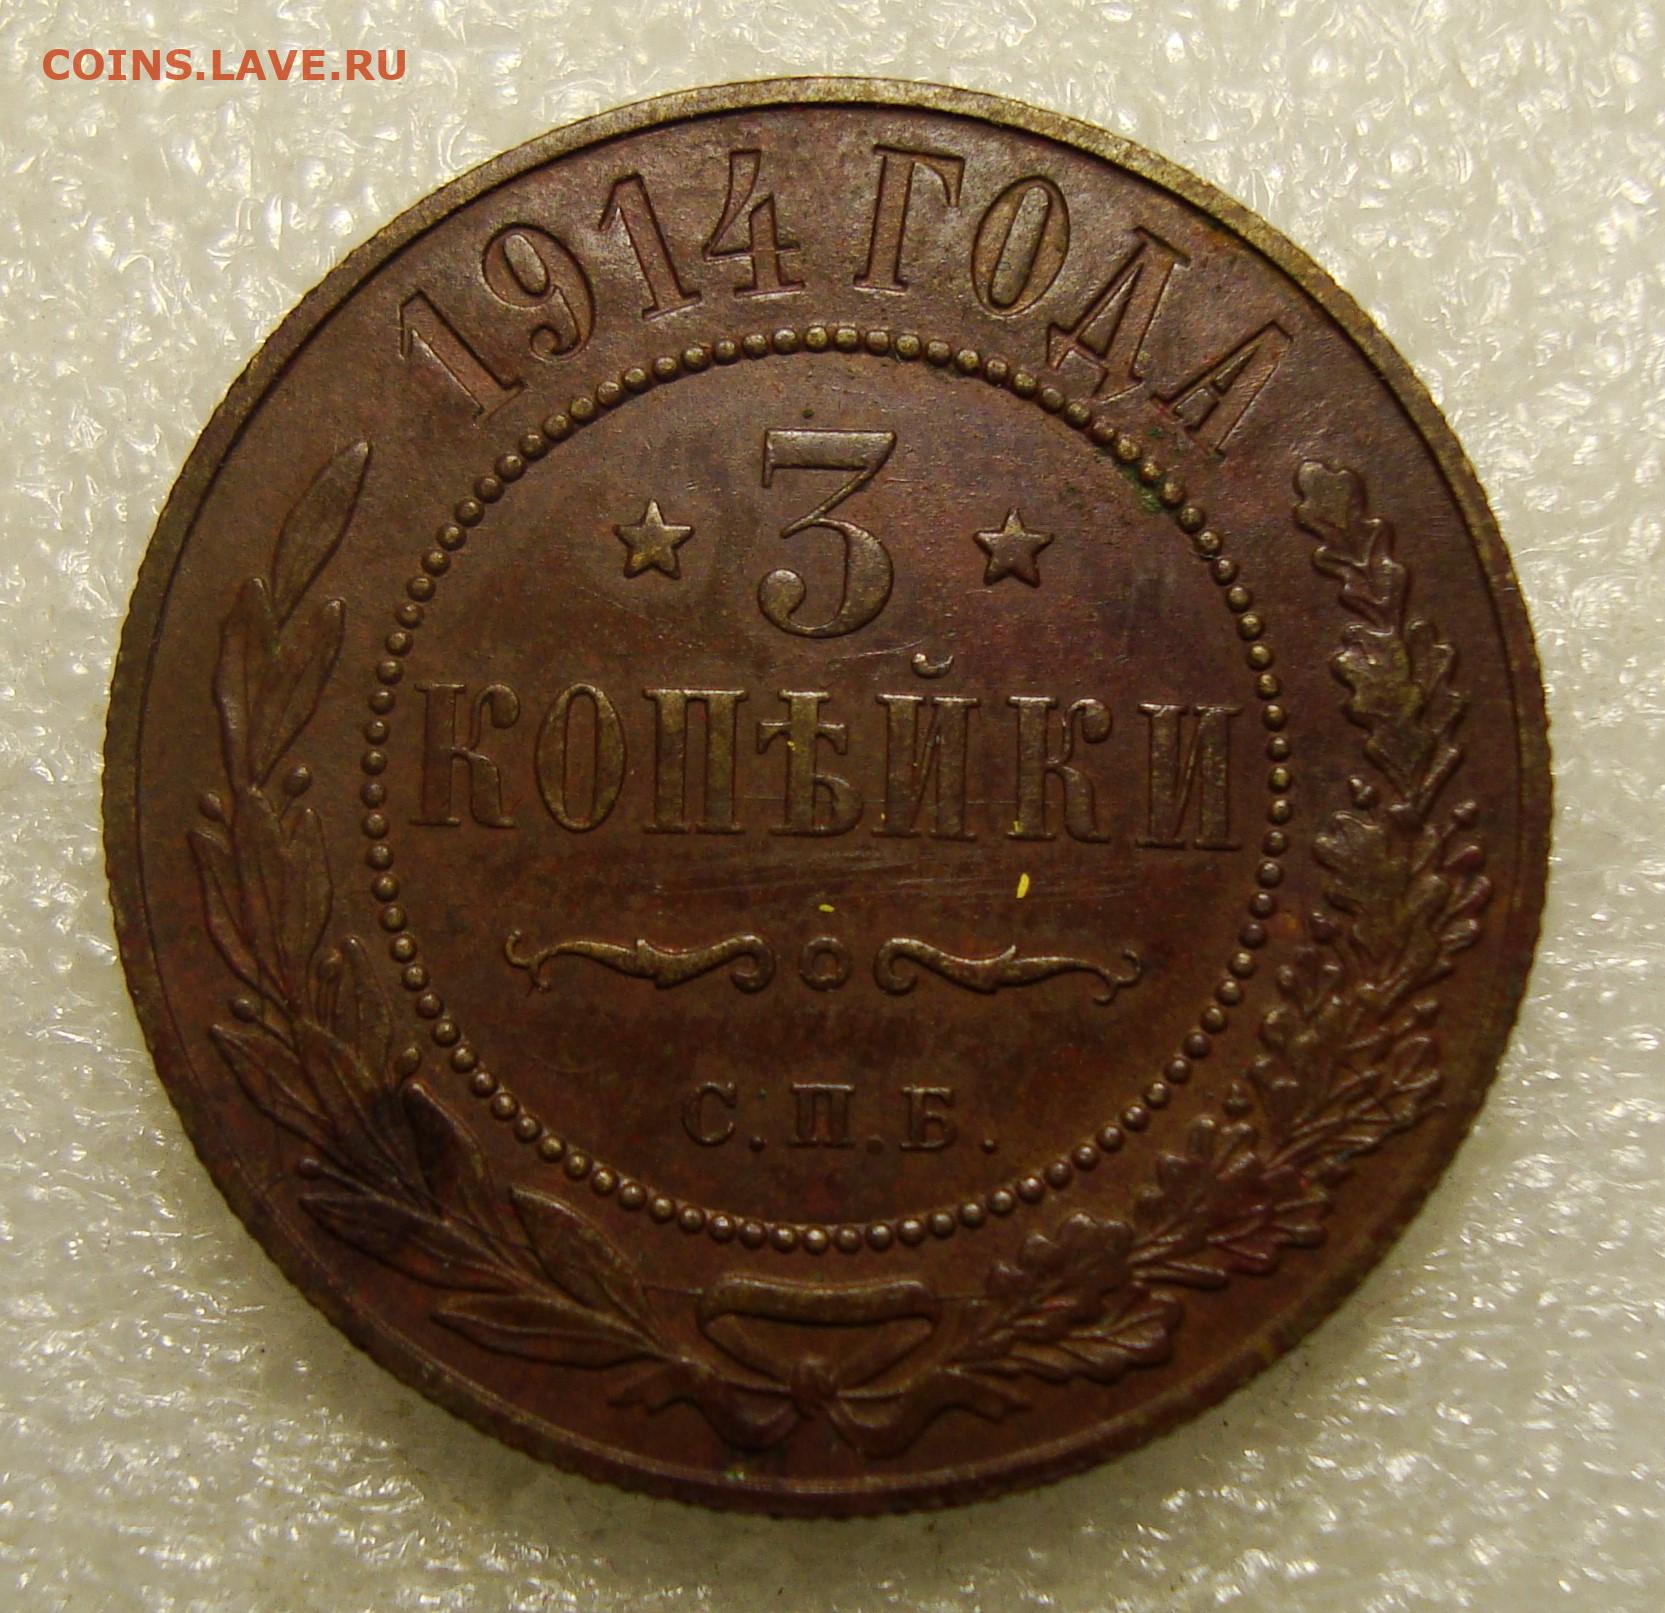 COINS.LAVE.RU
1914 ГОДА
3
КОПѢЙКИ
С.П.Б.